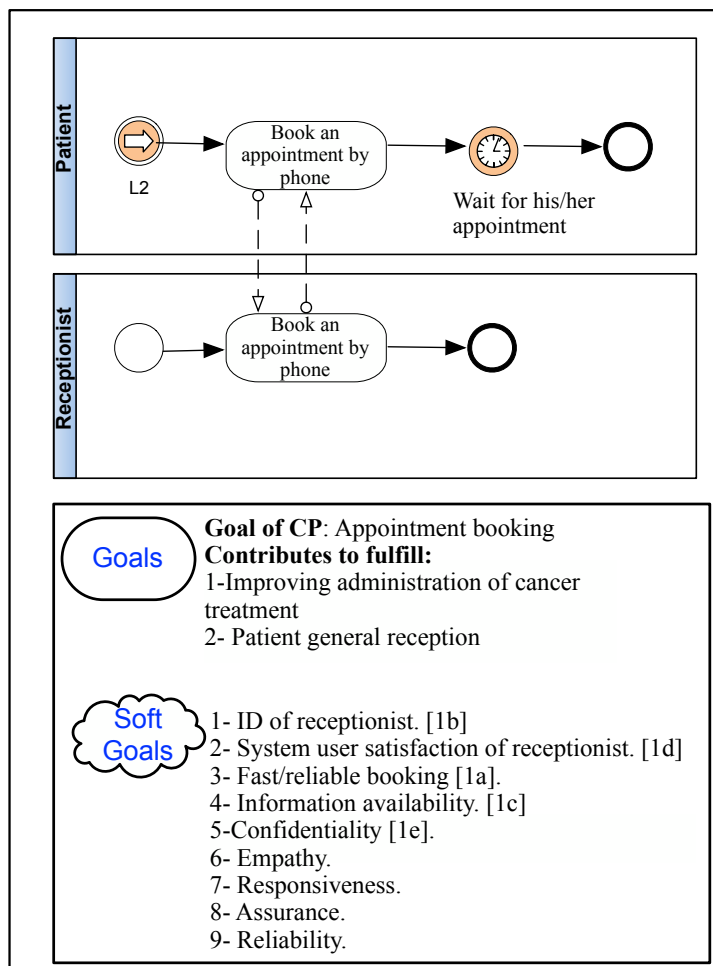 Patient
Book an
appointment by
phone
L2
Wait for his/her
appointment
Receptionist
Book an
appointment by
phone
Goals
Goal of CP: Appointment booking
Contributes to fulfill:
1-Improving administration of cancer
treatment
2- Patient general reception
Soft
Goals
1- ID of receptionist. [1b]
2- System user satisfaction of receptionist. [1d]
3- Fast/reliable booking [1a].
4- Information availability. [1c]
5-Confidentiality [1e].
6- Empathy.
7- Responsiveness.
8- Assurance.
9- Reliability.